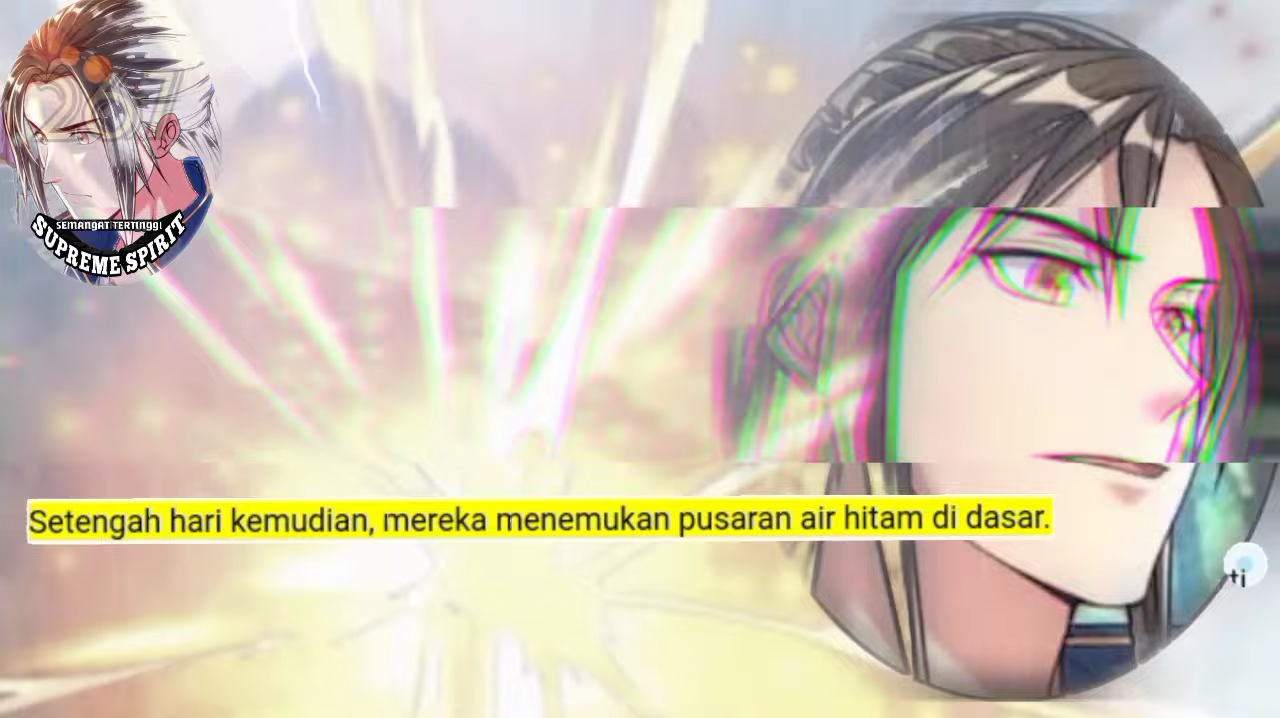 SEMANGAT TERTINGGI
SUPREME SPIRIT
Setengah hari kemudian, mereka menemukan pusaran air hitam di dasar.
ti